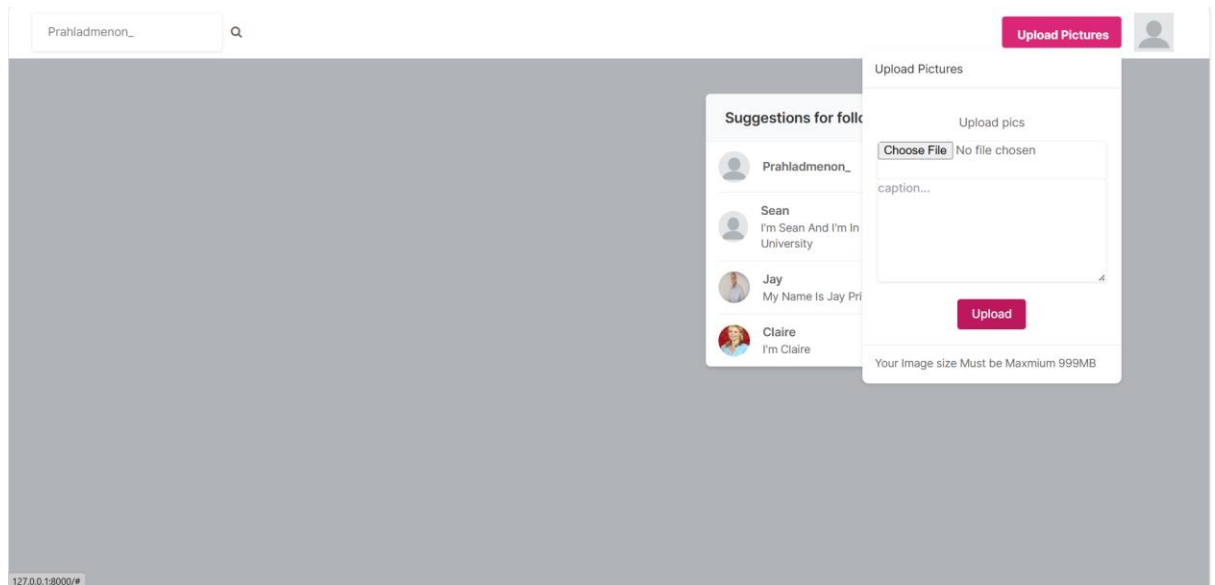 Prahladmenon_
Upload Pictures
Upload Pictures
Upload pics
Choose File No file chosen
caption...
Upload
Your Image size Must be Maxmium 999MB
Suggestions for follo
Prahladmenon_
Sean
I'm Sean And I'm In
University
Jay
My Name Is Jay Pri
Claire
I'm Claire
127.0.0.1:8000/#